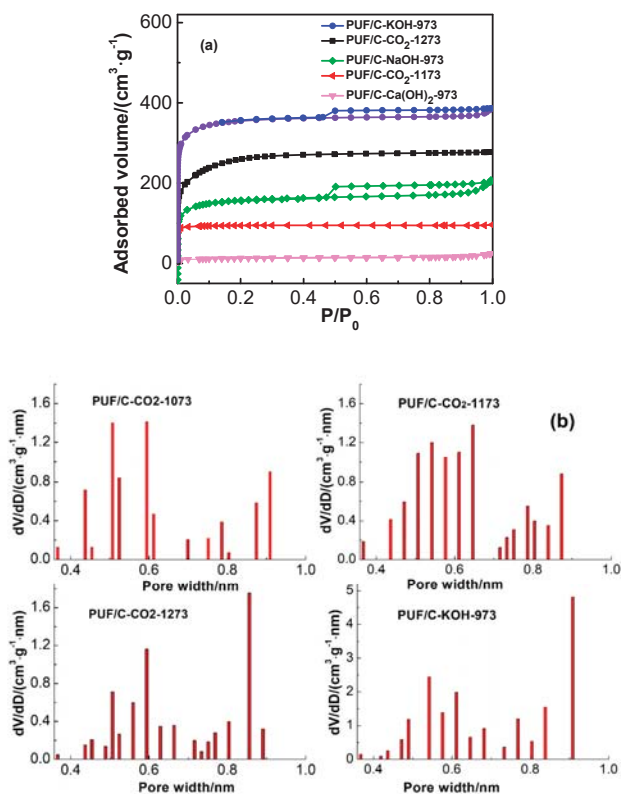 (a)
PUF/C-KOH-973
PUF/C-CO₂-1273
PUF/C-NaOH-973
PUF/C-CO₂-1173
PUF/C-Ca(OH)₂-973
Adsorbed volume/(cm³·g⁻¹)
600
400
200
0
0.0 0.2 0.4 0.6 0.8 1.0
P/P₀
(b)
PUF/C-CO2-1073
dV/dD/(cm³·g⁻¹·nm)
1.6
1.2
0.8
0.4
0.0
0.4 0.6 0.8
Pore width/nm
PUF/C-CO₂-1173
dV/dD/(cm³·g⁻¹·nm)
1.6
1.2
0.8
0.4
0.0
0.4 0.6 0.8
Pore width/nm
PUF/C-CO2-1273
dV/dD/(cm³·g⁻¹·nm)
1.6
1.2
0.8
0.4
0.0
0.4 0.6 0.8 1.0
Pore width/nm
PUF/C-KOH-973
dV/dD/(cm³·g⁻¹·nm)
5
4
3
2
1
0
0.4 0.6 0.8 1.0
Pore width/nm